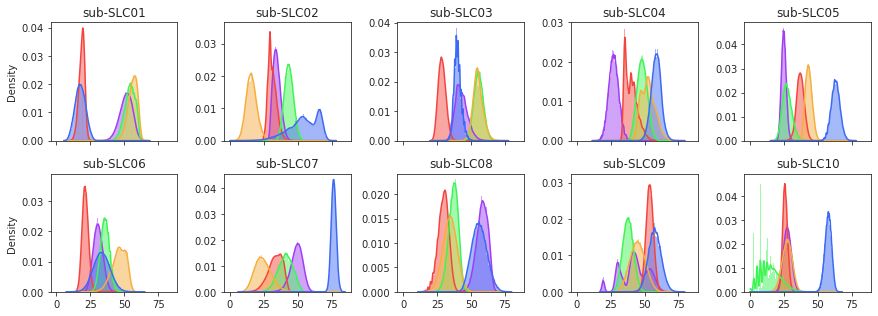 sub-SLC01 sub-SLC02 sub-SLC03 sub-SLC04 sub-SLC05
Density
0.04 0.03 0.02 0.01 0.00
0.03 0.02 0.01 0.00
0.04 0.03 0.02 0.01 0.00
0.03 0.02 0.01 0.00
0.04 0.03 0.02 0.01 0.00
sub-SLC06 sub-SLC07 sub-SLC08 sub-SLC09 sub-SLC10
Density
0.04 0.03 0.02 0.01 0.00
0.04 0.03 0.02 0.01 0.00
0.020 0.015 0.010 0.005 0.000
0.03 0.02 0.01 0.00
0.04 0.03 0.02 0.01 0.00
0 25 50 75 0 25 50 75 0 25 50 75 0 25 50 75 0 25 50 75